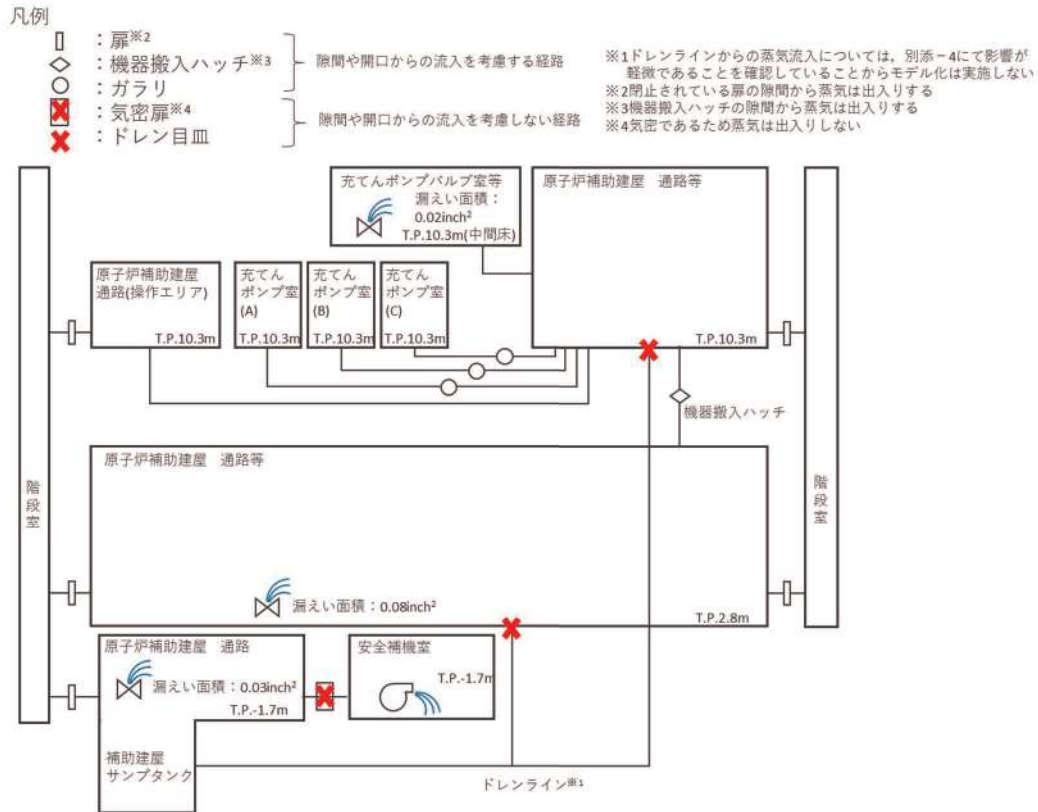 凡例
：扉※2
：機器搬入ハッチ※3
：ガラリ
隙間や開口からの流入を考慮する経路
：気密扉※4
：ドレン目皿
隙間や開口からの流入を考慮しない経路
※1ドレンラインからの蒸気流入については，別添－4にて影響が
軽微であることを確認していることからモデル化は実施しない
※2閉止されている扉の隙間から蒸気は出入りする
※3機器搬入ハッチの隙間から蒸気は出入りする
※4気密であるため蒸気は出入りしない
充てんポンプバルブ室等
漏えい面積：
0.02inch²
T.P.10.3m(中間床)
原子炉補助建屋　通路等
T.P.10.3m
原子炉補助建屋
通路(操作エリア)
T.P.10.3m
充てん
ポンプ室
(A)
T.P.10.3m
充てん
ポンプ室
(B)
T.P.10.3m
充てん
ポンプ室
(C)
T.P.10.3m
機器搬入ハッチ
階段室
原子炉補助建屋　通路等
漏えい面積：0.08inch²
T.P.2.8m
階段室
原子炉補助建屋　通路
漏えい面積：0.03inch²
T.P.-1.7m
補助建屋
サンプタンク
安全補機室
T.P.-1.7m
ドレンライン※1